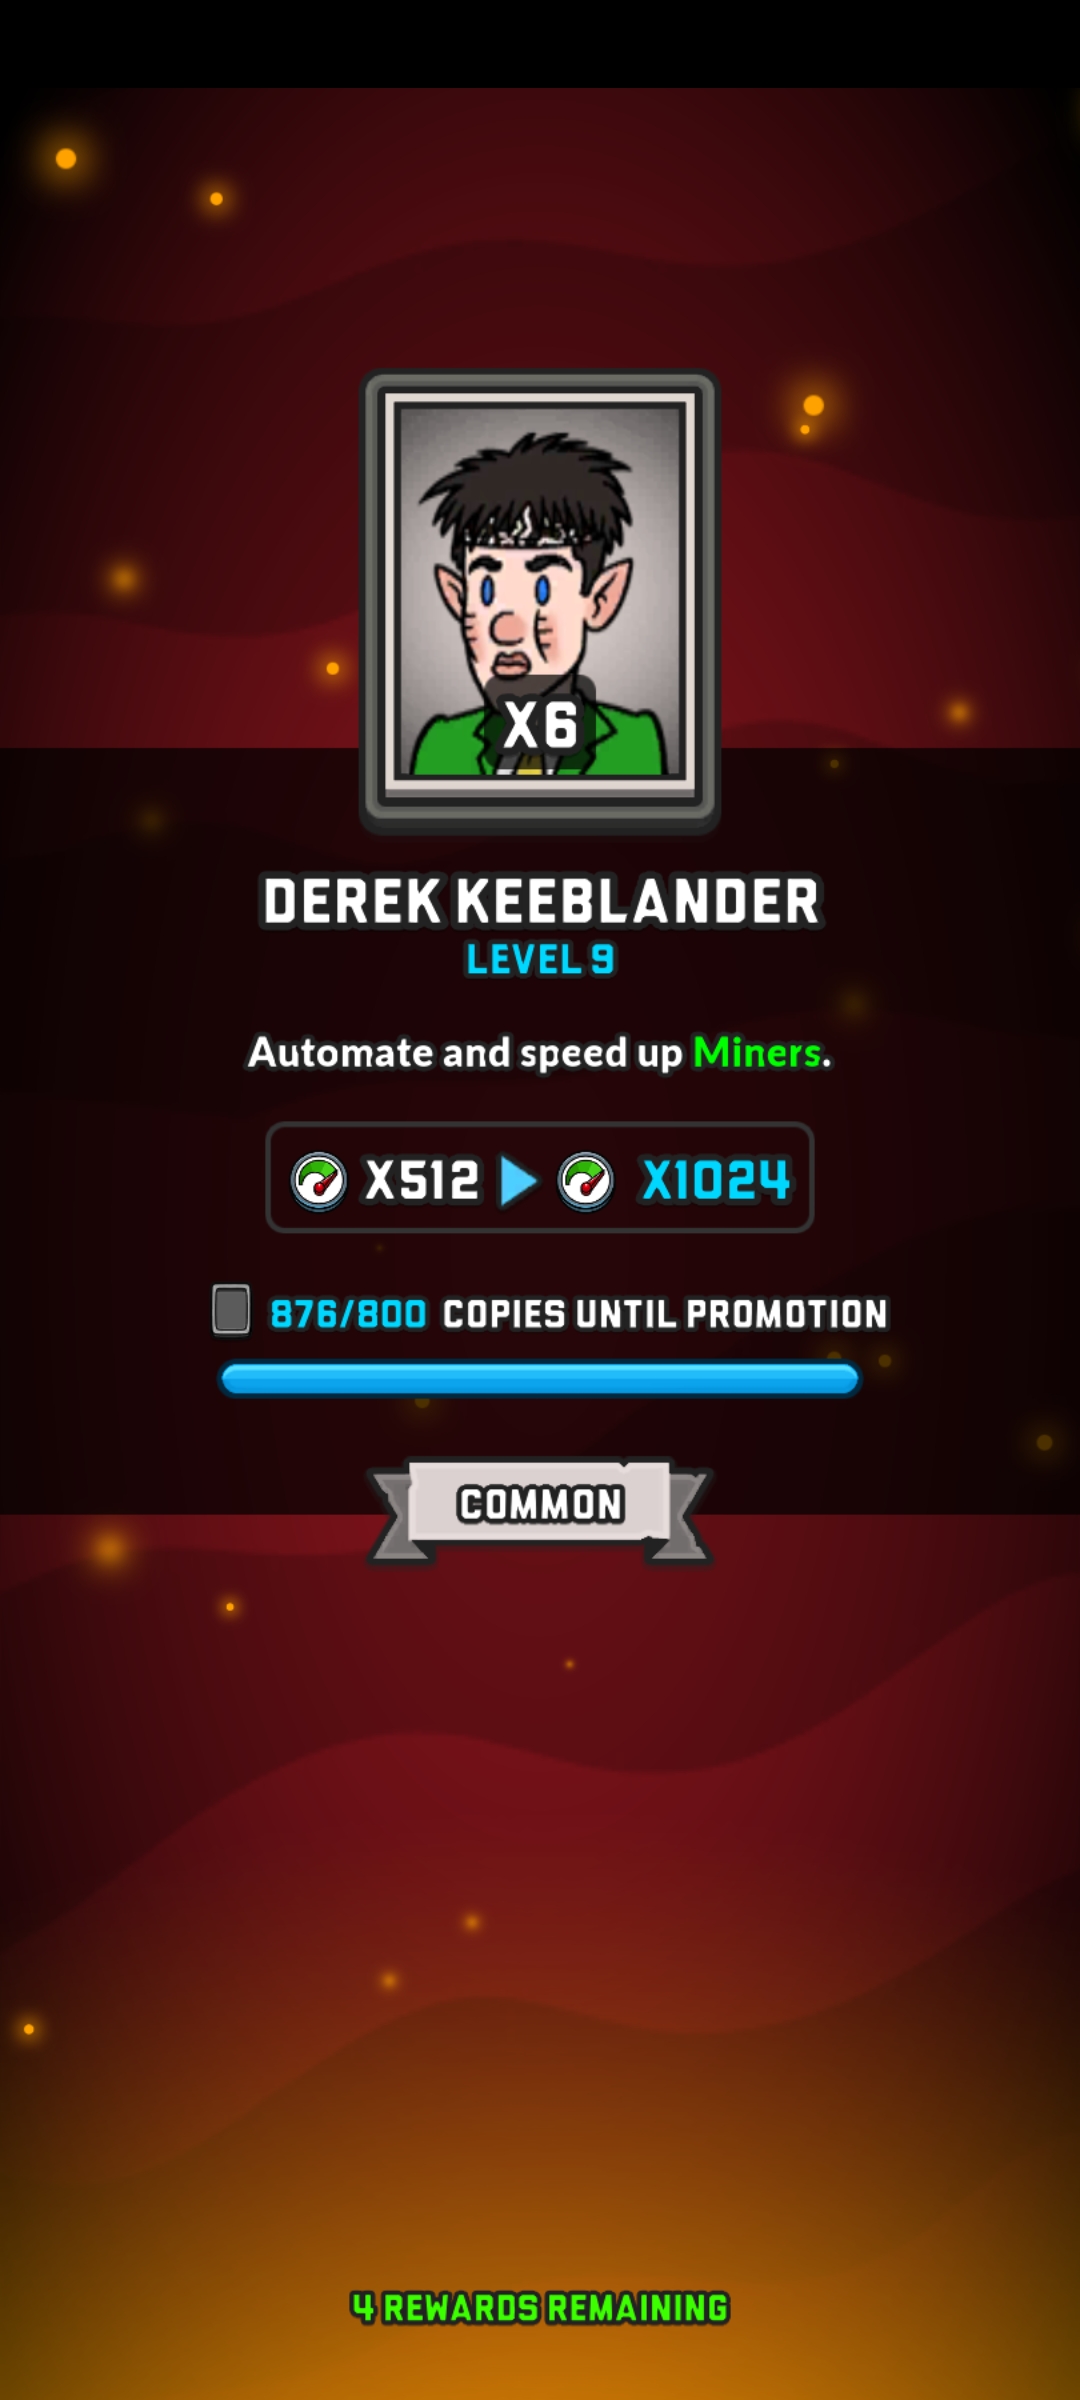 X6
DEREK KEEBLANDER
LEVEL 9
Automate and speed up Miners.
X512 X1024
876/800 COPIES UNTIL PROMOTION
COMMON
4 REWARDS REMAINING